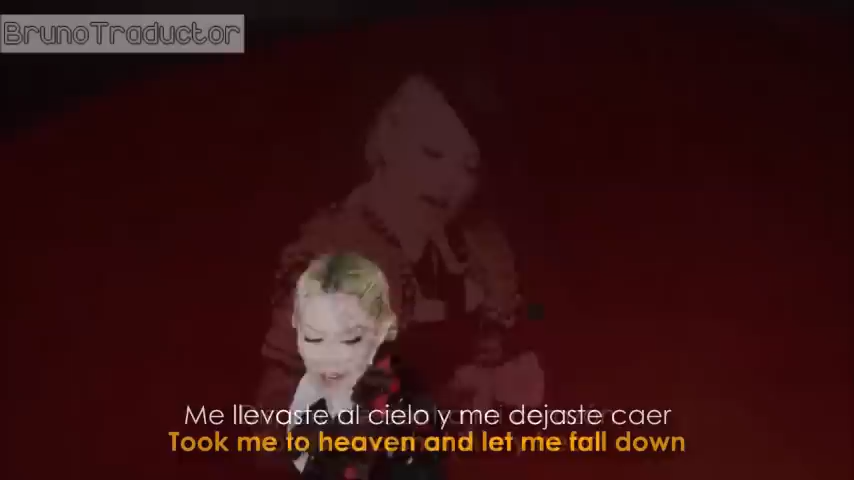 BrunoTraductor
Me llevaste al cielo y me dejaste caer
Took me to heaven and let me fall down